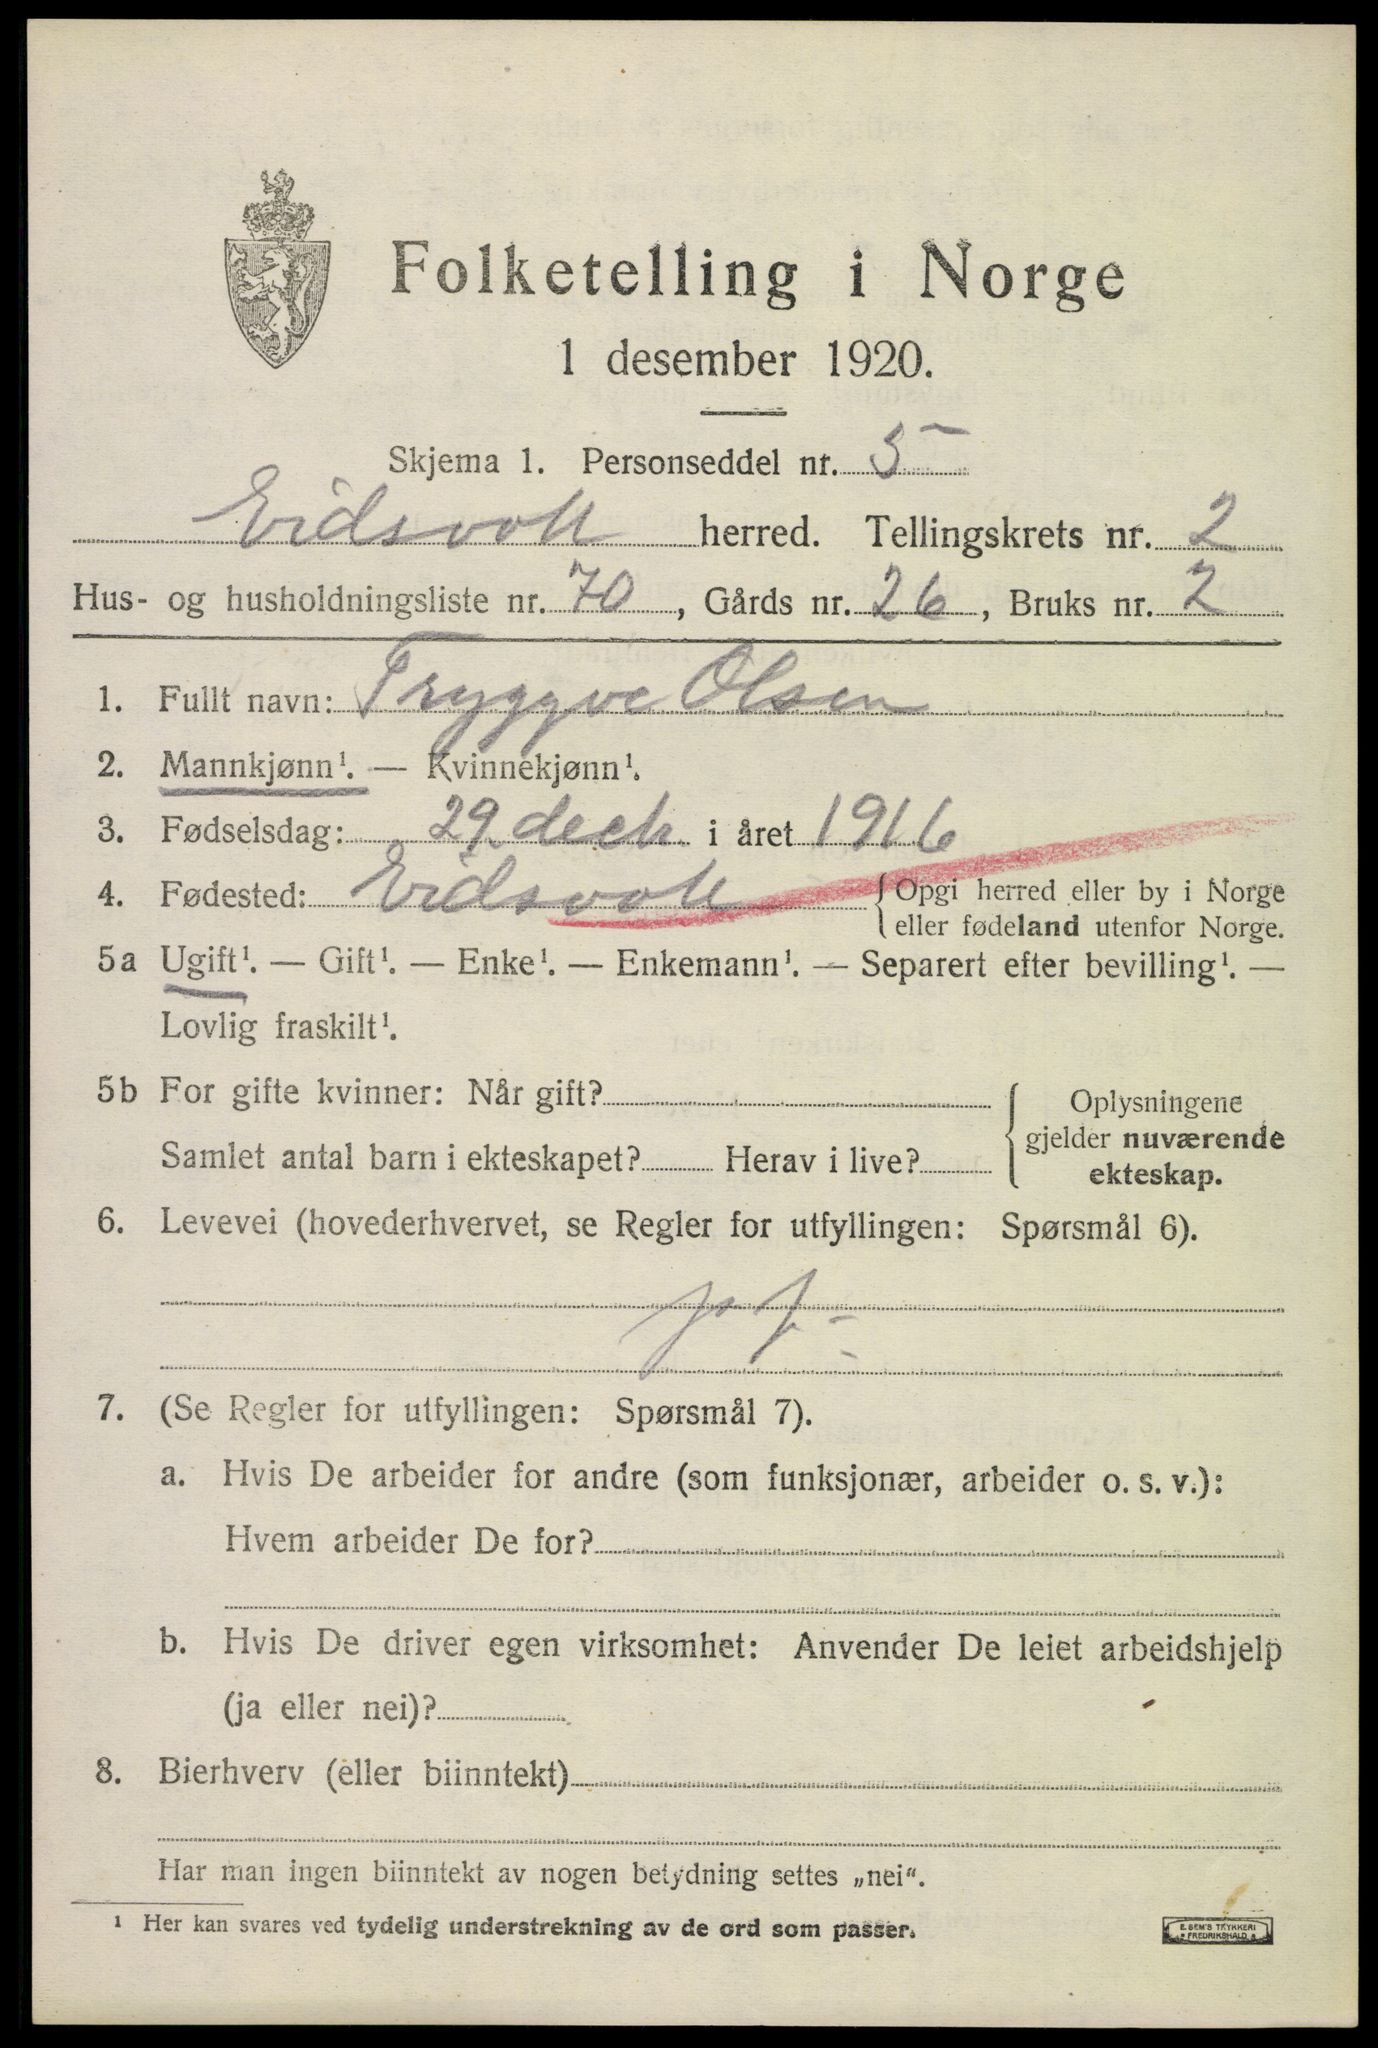 Folketelling i Norge
1 desember 1920.
Skjema 1. Personseddel nr. 5
Eidsvoll herred. Tellingskrets nr. 2
Hus- og husholdningsliste nr. 70, Gårds nr. 26, Bruks nr. 2
1. Fullt navn: Tryggve Olsen
2. Mannkjønn¹. — Kvinnekjønn¹.
3. Fødselsdag: 29. decbr. i året 1916
4. Fødested: Eidsvoll { Opgi herred eller by i Norge
eller fødeland utenfor Norge.
5a Ugift¹. — Gift¹. — Enke¹. — Enkemann¹. — Separert efter bevilling¹. —
Lovlig fraskilt¹.
5b For gifte kvinner: Når gift?
Samlet antal barn i ekteskapet? Herav i live?
Oplysningene
gjelder nuværende
ekteskap.
6. Levevei (hovederhvervet, se Regler for utfyllingen: Spørsmål 6).
7. (Se Regler for utfyllingen: Spørsmål 7).
a. Hvis De arbeider for andre (som funksjonær, arbeider o. s. v.):
Hvem arbeider De for?
b. Hvis De driver egen virksomhet: Anvender De leiet arbeidshjelp
(ja eller nei)?
8. Bierhverv (eller biinntekt)
Har man ingen biinntekt av nogen betydning settes „nei“.
¹ Her kan svares ved tydelig understrekning av de ord som passer.
E. SEM'S TRYKKERI
FREDRIKSHALD